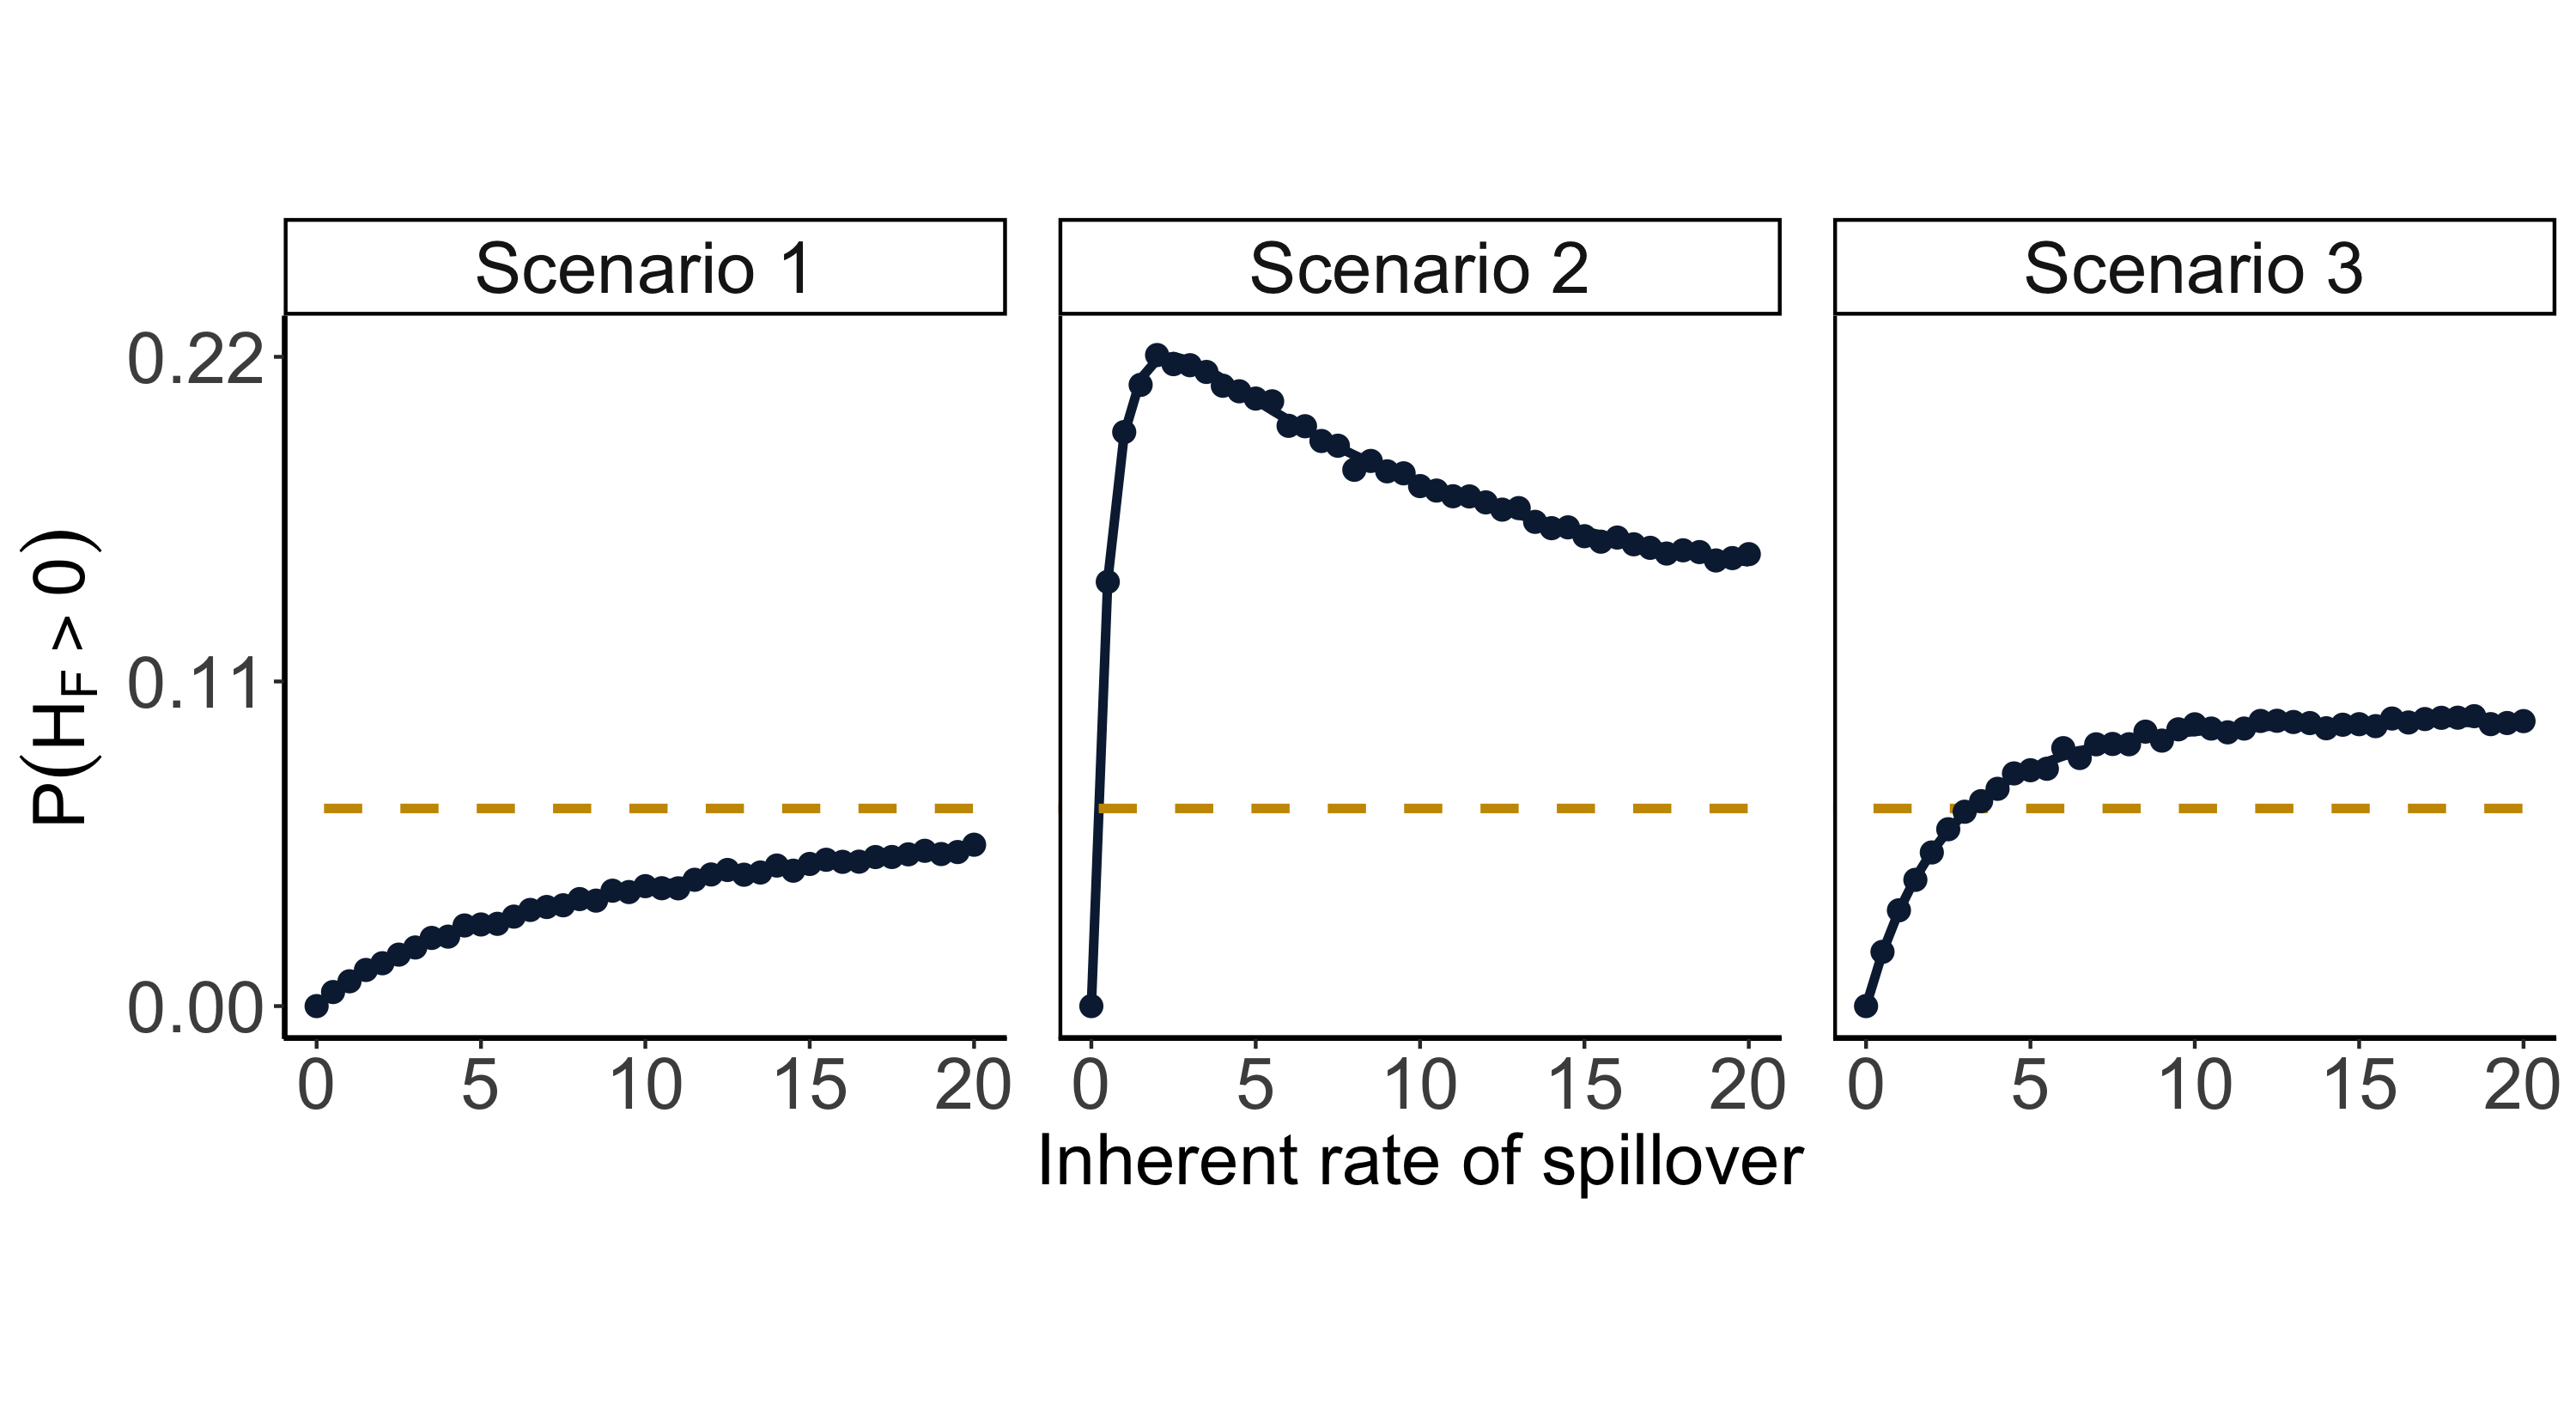 Scenario 1
Scenario 2
Scenario 3
P(H_F > 0)
0.22
0.11
0.00
0 5 10 15 20
0 5 10 15 20
0 5 10 15 20
Inherent rate of spillover